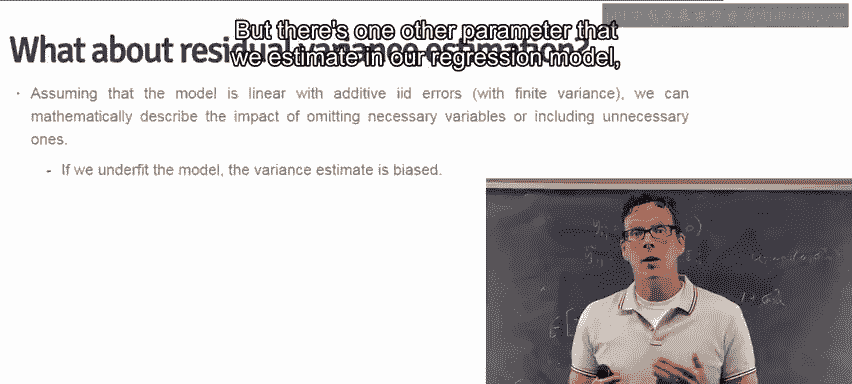 But there's one other parameter that
we estimate in our regression model,
What about residual variance estimation?
· Assuming that the model is linear with additive iid errors (with finite variance), we can
mathematically describe the impact of omitting necessary variables or including unnecessary
ones.
- If we underfit the model, the variance estimate is biased.